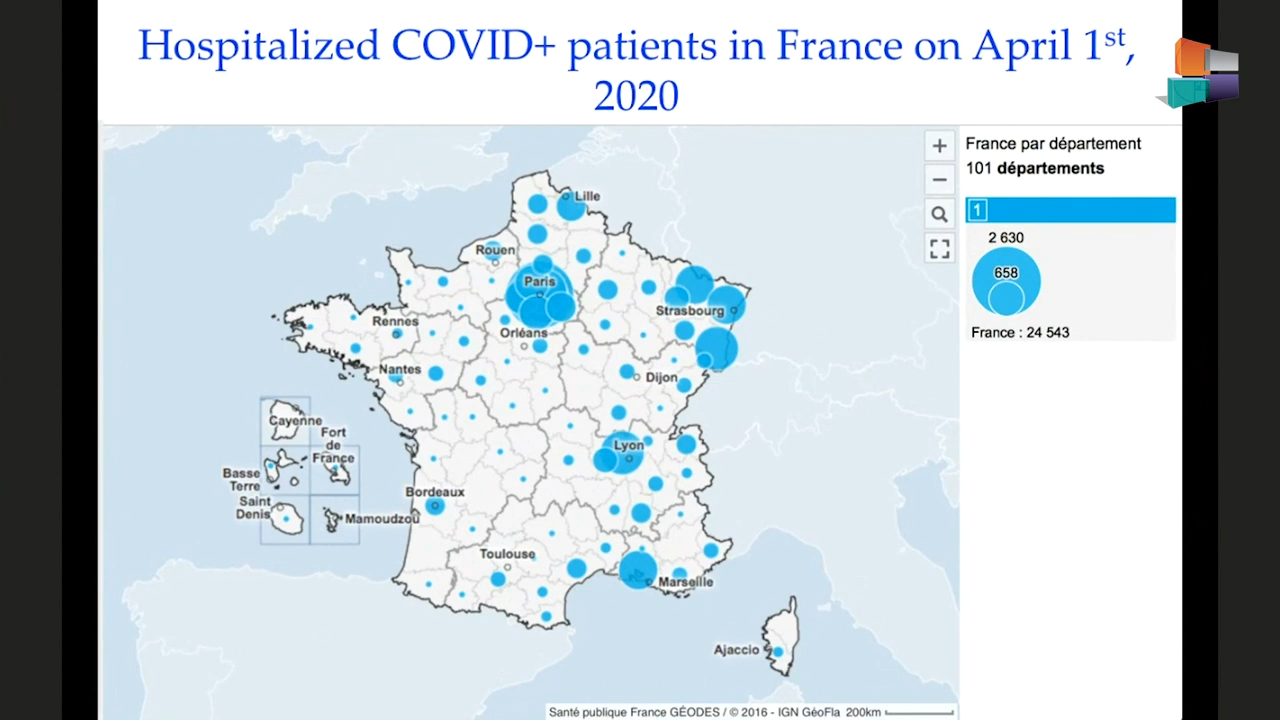 Hospitalized COVID+ patients in France on April 1st,
2020
+
−
France par département
101 départements
1
2 630
658
France : 24 543
Lille
Rouen
Paris
Strasbourg
Rennes
Orléans
Nantes
Dijon
Cayenne
Fort
de
France
Basse
Terre
Saint
Denis
Mamoudzou
Lyon
Bordeaux
Toulouse
Marseille
Ajaccio
Santé publique France GÉODES / © 2016 - IGN GéoFla 200km